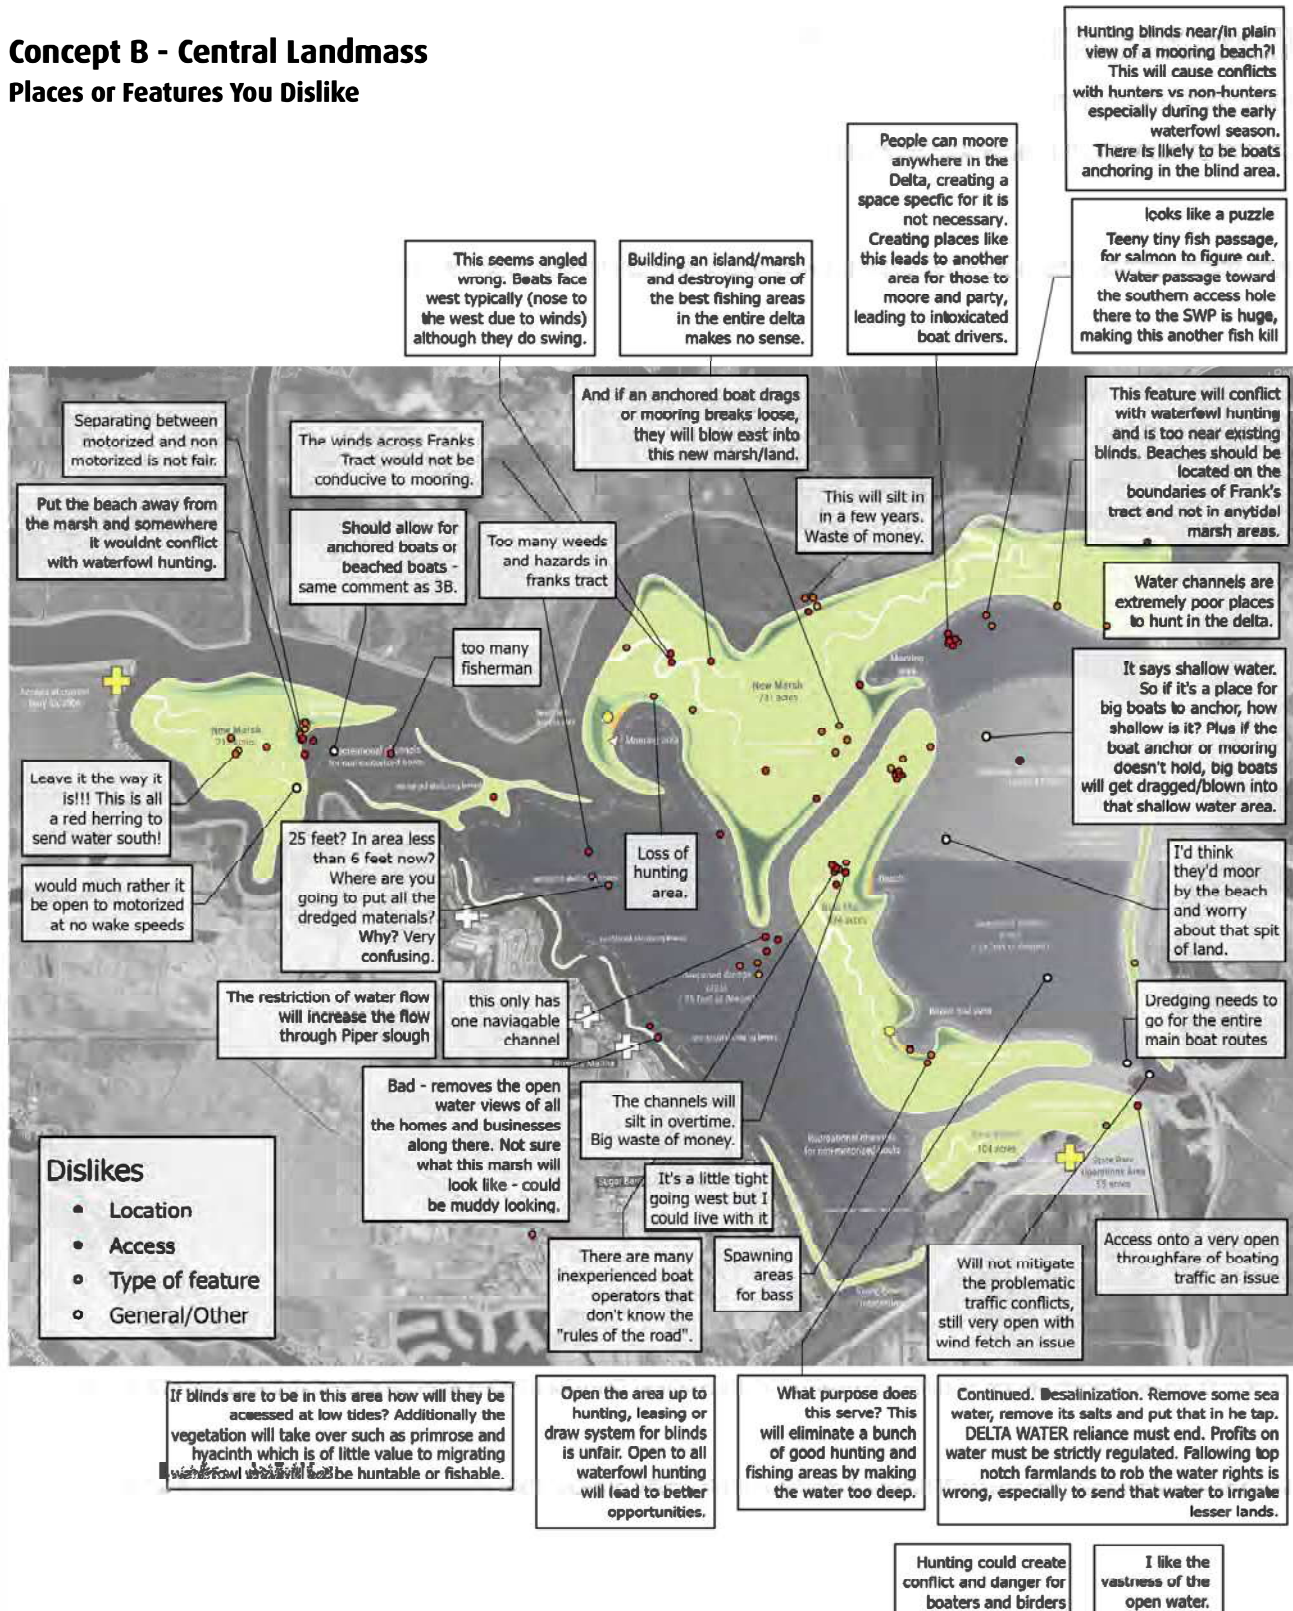 Concept B - Central Landmass
Places or Features You Dislike
Hunting blinds near/in plain
view of a mooring beach?!
This will cause conflicts
with hunters vs non-hunters
especially during the early
waterfowl season.
There is likely to be boats
anchoring in the blind area.
People can moore
anywhere in the
Delta, creating a
space specfic for it is
not necessary.
Creating places like
this leads to another
area for those to
moore and party,
leading to intoxicated
boat drivers.
looks like a puzzle
Teeny tiny fish passage,
for salmon to figure out.
Water passage toward
the southern access hole
there to the SWP is huge,
making this another fish kill
This seems angled
wrong. Boats face
west typically (nose to
the west due to winds)
although they do swing.
Building an island/marsh
and destroying one of
the best fishing areas
in the entire delta
makes no sense.
And if an anchored boat drags
or mooring breaks loose,
they will blow east into
this new marsh/land.
This feature will conflict
with waterfowl hunting
and is too near existing
blinds. Beaches should be
located on the
boundaries of Frank's
tract and not in anytidal
marsh areas.
Separating between
motorized and non
motorized is not fair.
The winds across Franks
Tract would not be
conducive to mooring.
This will silt in
in a few years.
Waste of money.
Put the beach away from
the marsh and somewhere
it wouldnt conflict
with waterfowl hunting.
Should allow for
anchored boats or
beached boats -
same comment as 3B.
Too many weeds
and hazards in
franks tract
Water channels are
extremely poor places
to hunt in the delta.
too many
fisherman
It says shallow water.
So if it's a place for
big boats to anchor, how
shallow is it? Plus if the
boat anchor or mooring
doesn't hold, big boats
will get dragged/blown into
that shallow water area.
Mooring
area
New Marsh
New Marsh
Mooring area
Leave it the way it
is!!! This is all
a red herring to
send water south!
25 feet? In area less
than 6 feet now?
Where are you
going to put all the
dredged materials?
Why? Very
confusing.
Loss of
hunting
area.
I'd think
they'd moor
by the beach
and worry
about that spit
of land.
would much rather it
be open to motorized
at no wake speeds
Beach
The restriction of water flow
will increase the flow
through Piper slough
this only has
one naviagable
channel
Dredging needs to
go for the entire
main boat routes
Bad - removes the open
water views of all
the homes and businesses
along there. Not sure
what this marsh will
look like - could
be muddy looking.
The channels will
silt in overtime.
Big waste of money.
Recreational channels
for non-motorized boats
104 acres
It's a little tight
going west but I
could live with it
Dislikes
Location
Access
Type of feature
General/Other
There are many
inexperienced boat
operators that
don't know the
"rules of the road".
Spawning
areas
for bass
Will not mitigate
the problematic
traffic conflicts,
still very open with
wind fetch an issue
Access onto a very open
throughfare of boating
traffic an issue
If blinds are to be in this area how will they be
accessed at low tides? Additionally the
vegetation will take over such as primrose and
hyacinth which is of little value to migrating
be huntable or fishable.
Open the area up to
hunting, leasing or
draw system for blinds
is unfair. Open to all
waterfowl hunting
will lead to better
opportunities.
What purpose does
this serve? This
will eliminate a bunch
of good hunting and
fishing areas by making
the water too deep.
Continued. Desalinization. Remove some sea
water, remove its salts and put that in he tap.
DELTA WATER reliance must end. Profits on
water must be strictly regulated. Fallowing top
notch farmlands to rob the water rights is
wrong, especially to send that water to irrigate
lesser lands.
Hunting could create
conflict and danger for
boaters and birders
I like the
vastness of the
open water.